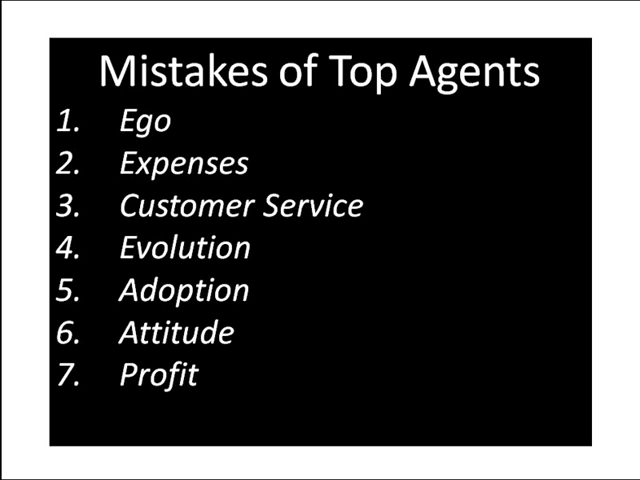 Mistakes of Top Agents
1. Ego
2. Expenses
3. Customer Service
4. Evolution
5. Adoption
6. Attitude
7. Profit